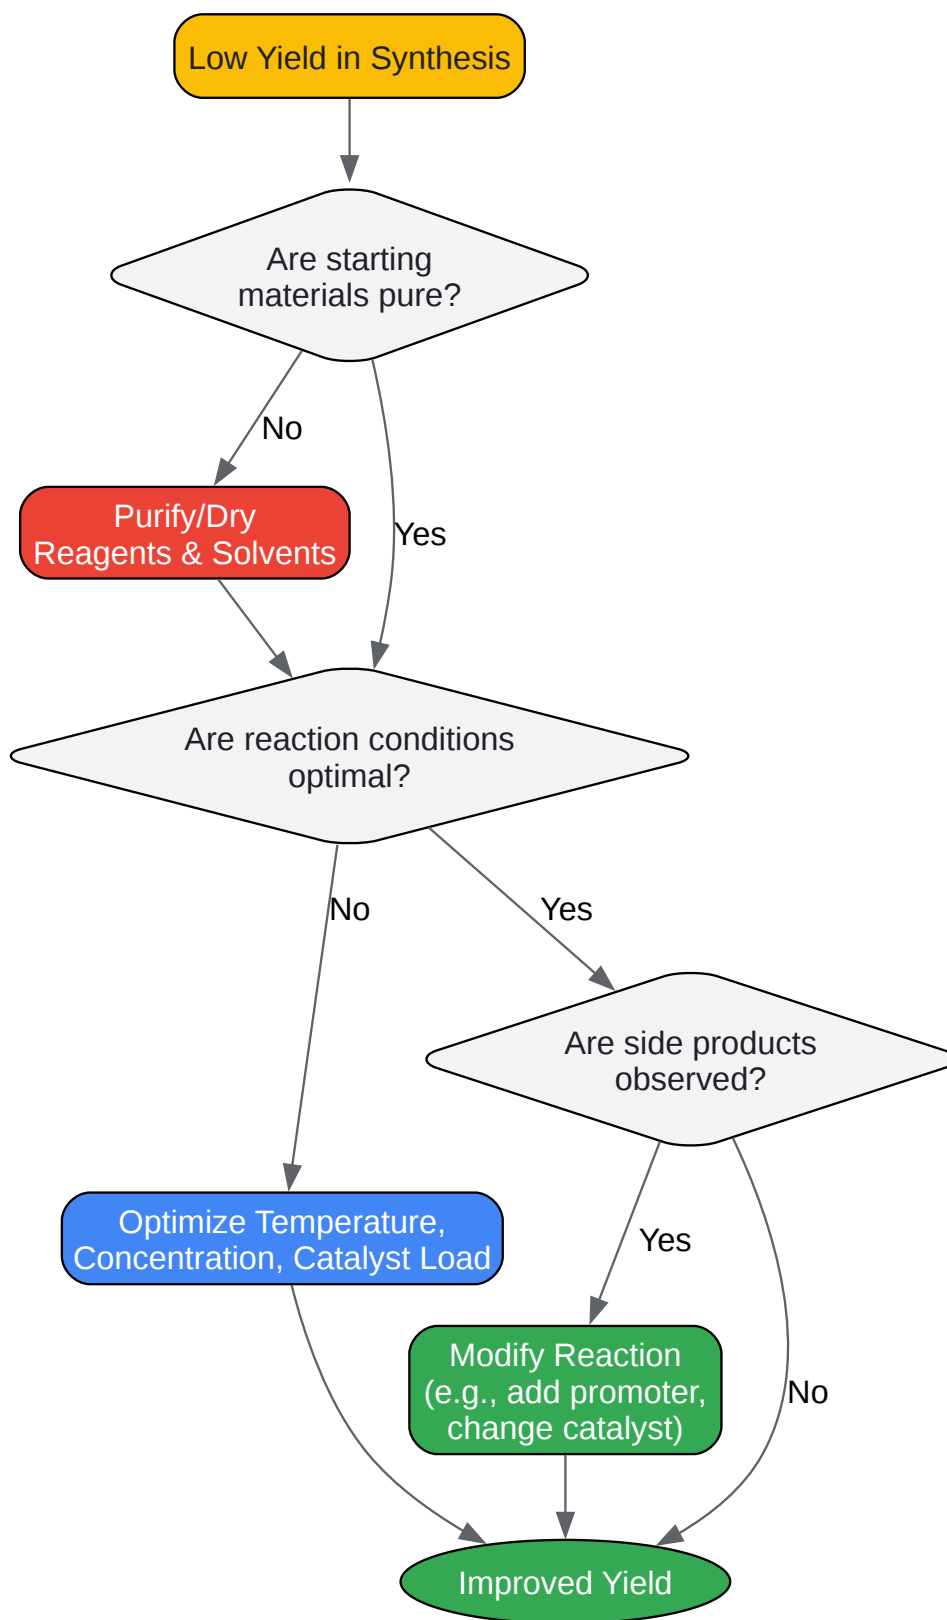 Low Yield in Synthesis
Are starting
materials pure?
No
Purify/Dry
Reagents & Solvents
Yes
Are reaction conditions
optimal?
No
Yes
Are side products
observed?
Optimize Temperature,
Concentration, Catalyst Load
Yes
Modify Reaction
(e.g., add promoter,
change catalyst)
No
Improved Yield